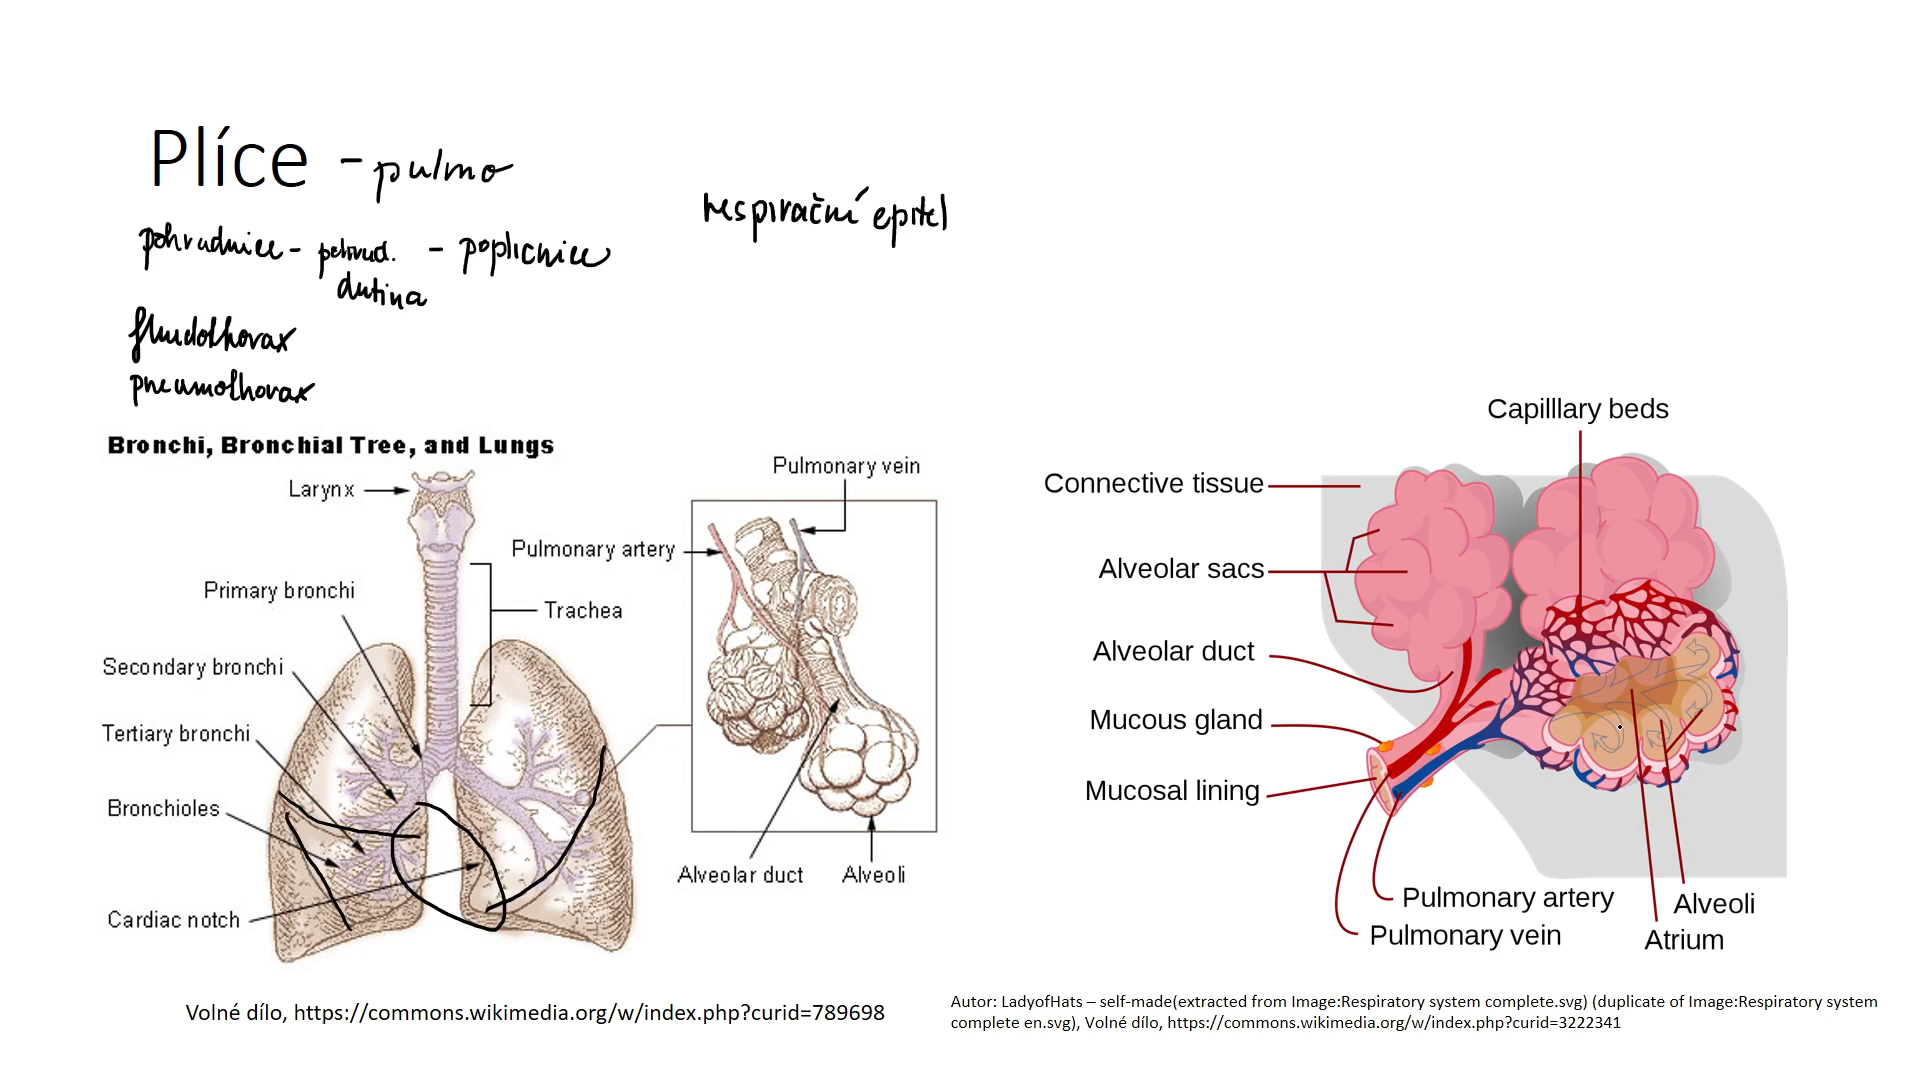 Plíce - pulmo
respirační epitel
pohrudnice - pohrud. - poplicnice
dutina
fluidothorax
pneumothorax
Bronchi, Bronchial Tree, and Lungs
Larynx
Primary bronchi
Secondary bronchi
Tertiary bronchi
Bronchioles
Cardiac notch
Trachea
Pulmonary vein
Pulmonary artery
Alveolar duct
Alveoli
Capilllary beds
Connective tissue
Alveolar sacs
Alveolar duct
Mucous gland
Mucosal lining
Pulmonary artery
Pulmonary vein
Alveoli
Atrium
Volné dílo, https://commons.wikimedia.org/w/index.php?curid=789698
Autor: LadyofHats – self-made(extracted from Image:Respiratory system complete.svg) (duplicate of Image:Respiratory system
complete en.svg), Volné dílo, https://commons.wikimedia.org/w/index.php?curid=3222341